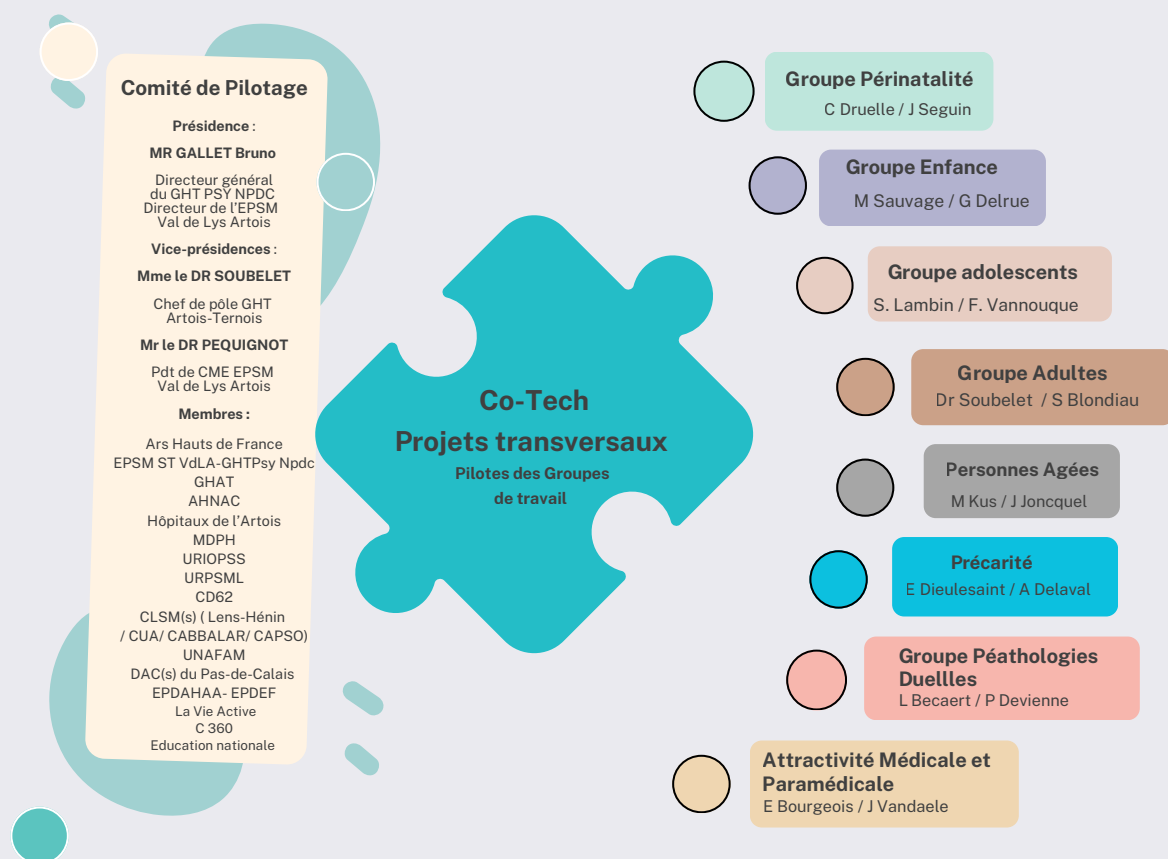 Comité de Pilotage
Présidence :
MR GALLET Bruno
Directeur général
du GHT PSY NPDC
Directeur de l'EPSM
Val de Lys Artois
Vice-présidences :
Mme le DR SOUBELET
Chef de pôle GHT
Artois-Ternois
Mr le DR PEQUIGNOT
Pdt de CME EPSM
Val de Lys Artois
Membres :
Ars Hauts de France
EPSM ST VdLA-GHTPsy Npdc
GHAT
AHNAC
Hôpitaux de l'Artois
MDPH
URIOPSS
URPSML
CD62
CLSM(s) ( Lens-Hénin
/ CUA/ CABBALAR/ CAPSO)
UNAFAM
DAC(s) du Pas-de-Calais
EPDAHAA- EPDEF
La Vie Active
C 360
Education nationale
Co-Tech
Projets transversaux
Pilotes des Groupes
de travail
Groupe Périnatalité
C Druelle / J Seguin
Groupe Enfance
M Sauvage / G Delrue
Groupe adolescents
S. Lambin / F. Vannouque
Groupe Adultes
Dr Soubelet / S Blondiau
Personnes Agées
M Kus / J Joncquel
Précarité
E Dieulesaint / A Delaval
Groupe Péathologies
Duellles
L Becaert / P Devienne
Attractivité Médicale et
Paramédicale
E Bourgeois / J Vandaele